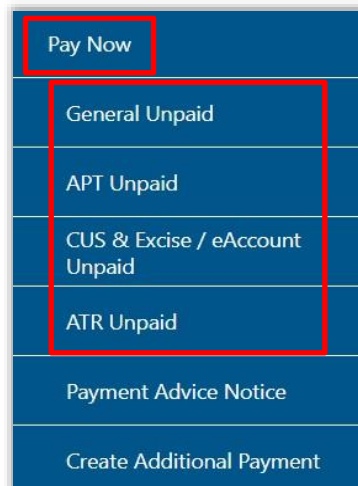 Pay Now
General Unpaid
APT Unpaid
CUS & Excise / eAccount
Unpaid
ATR Unpaid
Payment Advice Notice
Create Additional Payment